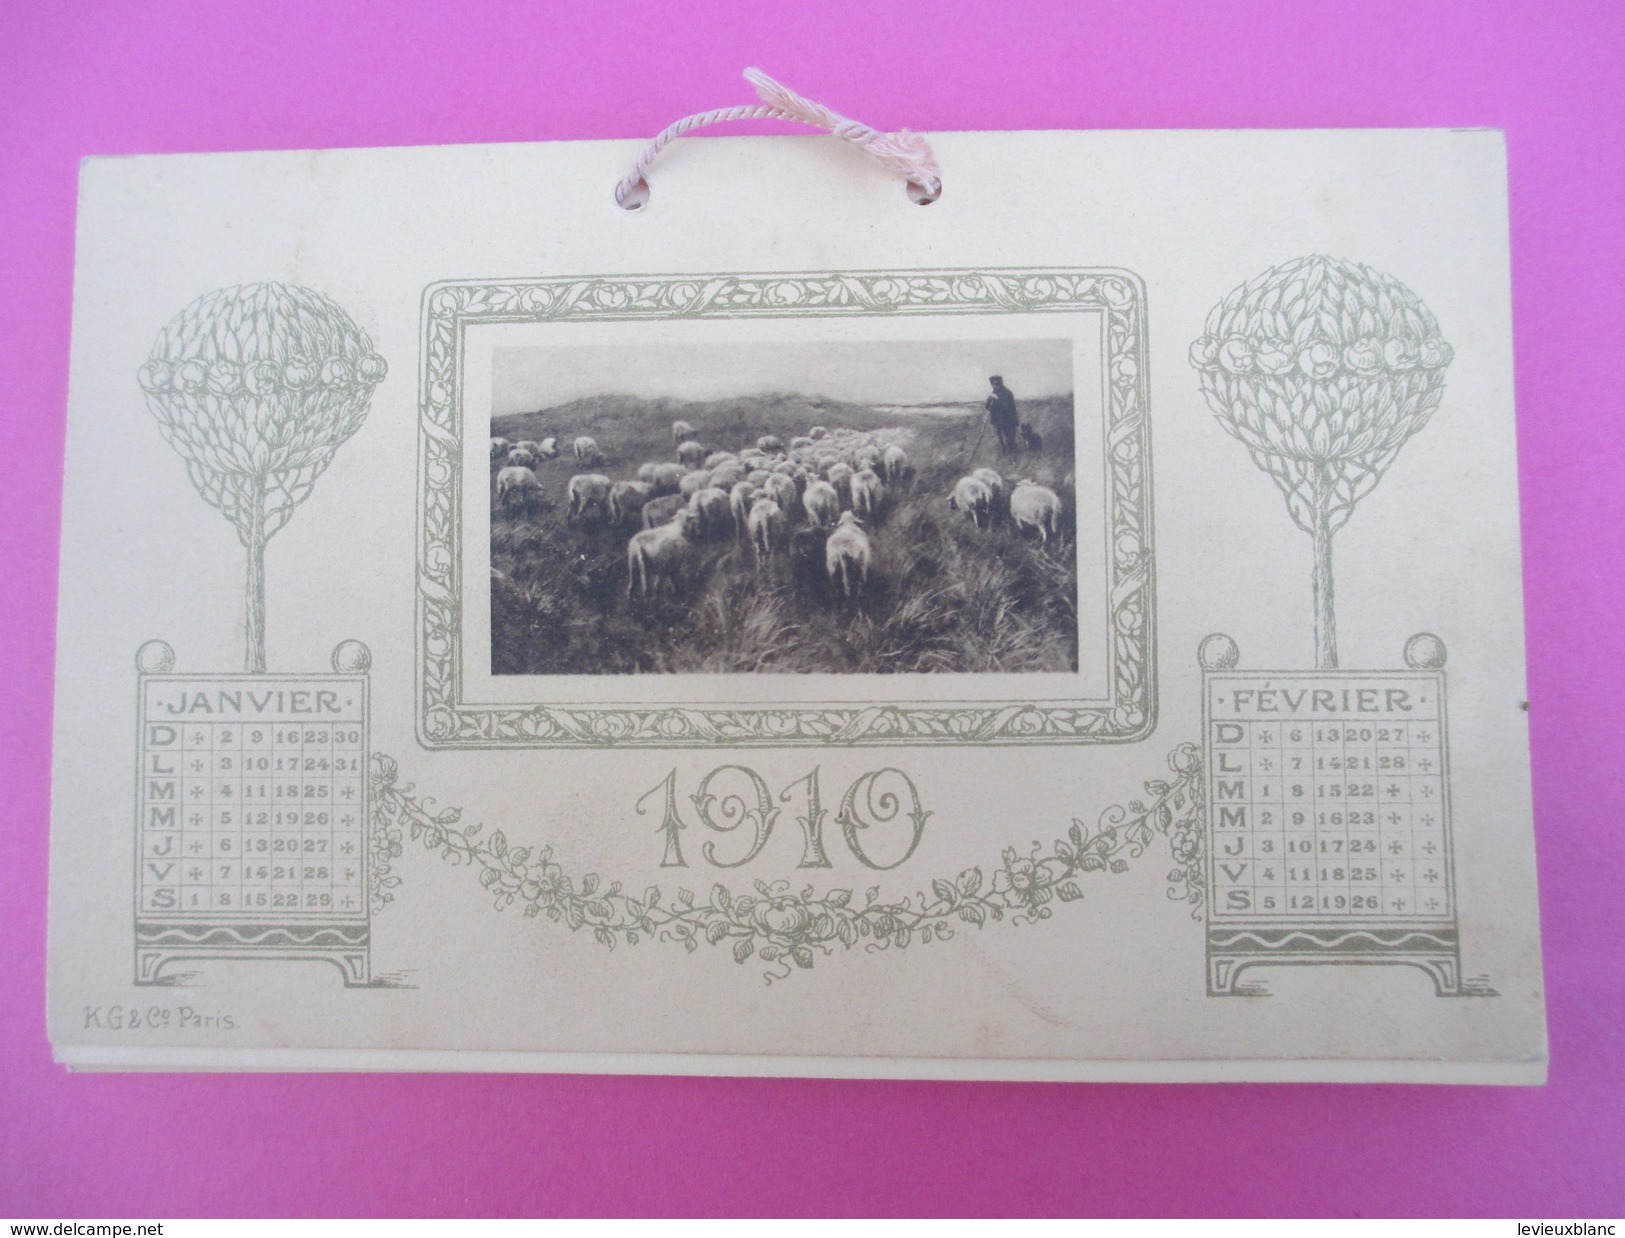 ·JANVIER·
D ✠ 2 9 16 23 30
L ✠ 3 10 17 24 31
M ✠ 4 11 18 25 ✠
M ✠ 5 12 19 26 ✠
J ✠ 6 13 20 27 ✠
V ✠ 7 14 21 28 ✠
S 1 8 15 22 29 ✠
1910
·FÉVRIER·
D ✠ 6 13 20 27 ✠
L ✠ 7 14 21 28 ✠
M 1 8 15 22 ✠ ✠
M 2 9 16 23 ✠ ✠
J 3 10 17 24 ✠ ✠
V 4 11 18 25 ✠ ✠
S 5 12 19 26 ✠ ✠
K.G & Cº Paris.
www.delcampe.net
levieuxblanc